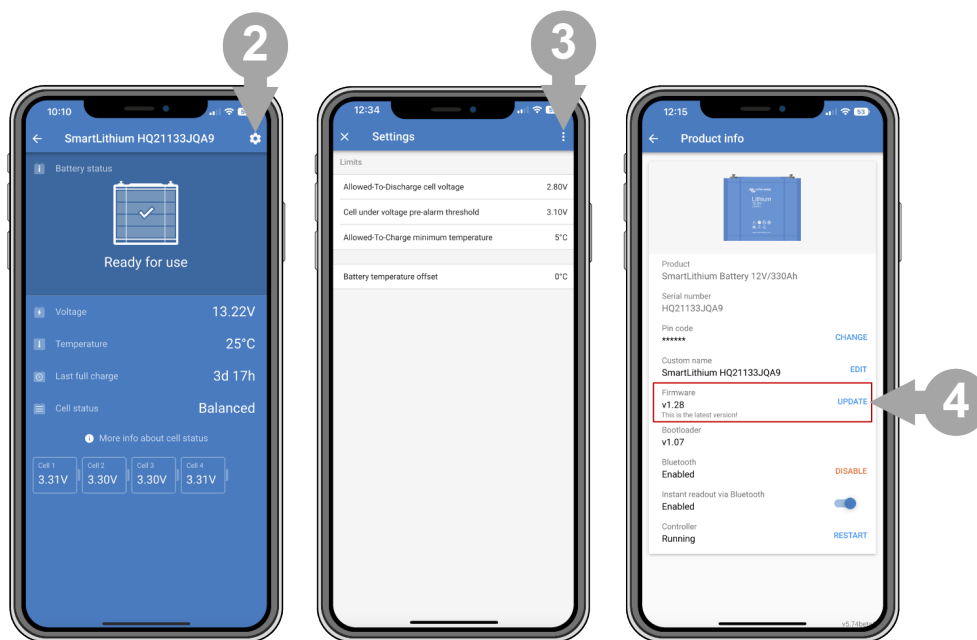 2
10:10
SmartLithium HQ21133JQA9
Battery status
Ready for use
Voltage 13.22V
Temperature 25°C
Last full charge 3d 17h
Cell status Balanced
More info about cell status
Cell 1 Cell 2 Cell 3 Cell 4
3.31V 3.30V 3.30V 3.31V
3
12:34
Settings
Limits
Allowed-To-Discharge cell voltage 2.80V
Cell under voltage pre-alarm threshold 3.10V
Allowed-To-Charge minimum temperature 5°C
Battery temperature offset 0°C
12:15 53
Product info
Lithium
Product
SmartLithium Battery 12V/330Ah
Serial number
HQ21133JQA9
Pin code
****** CHANGE
Custom name
SmartLithium HQ21133JQA9 EDIT
Firmware
v1.28 UPDATE
This is the latest version!
Bootloader
v1.07
Bluetooth
Enabled DISABLE
Instant readout via Bluetooth
Enabled
Controller
Running RESTART
4